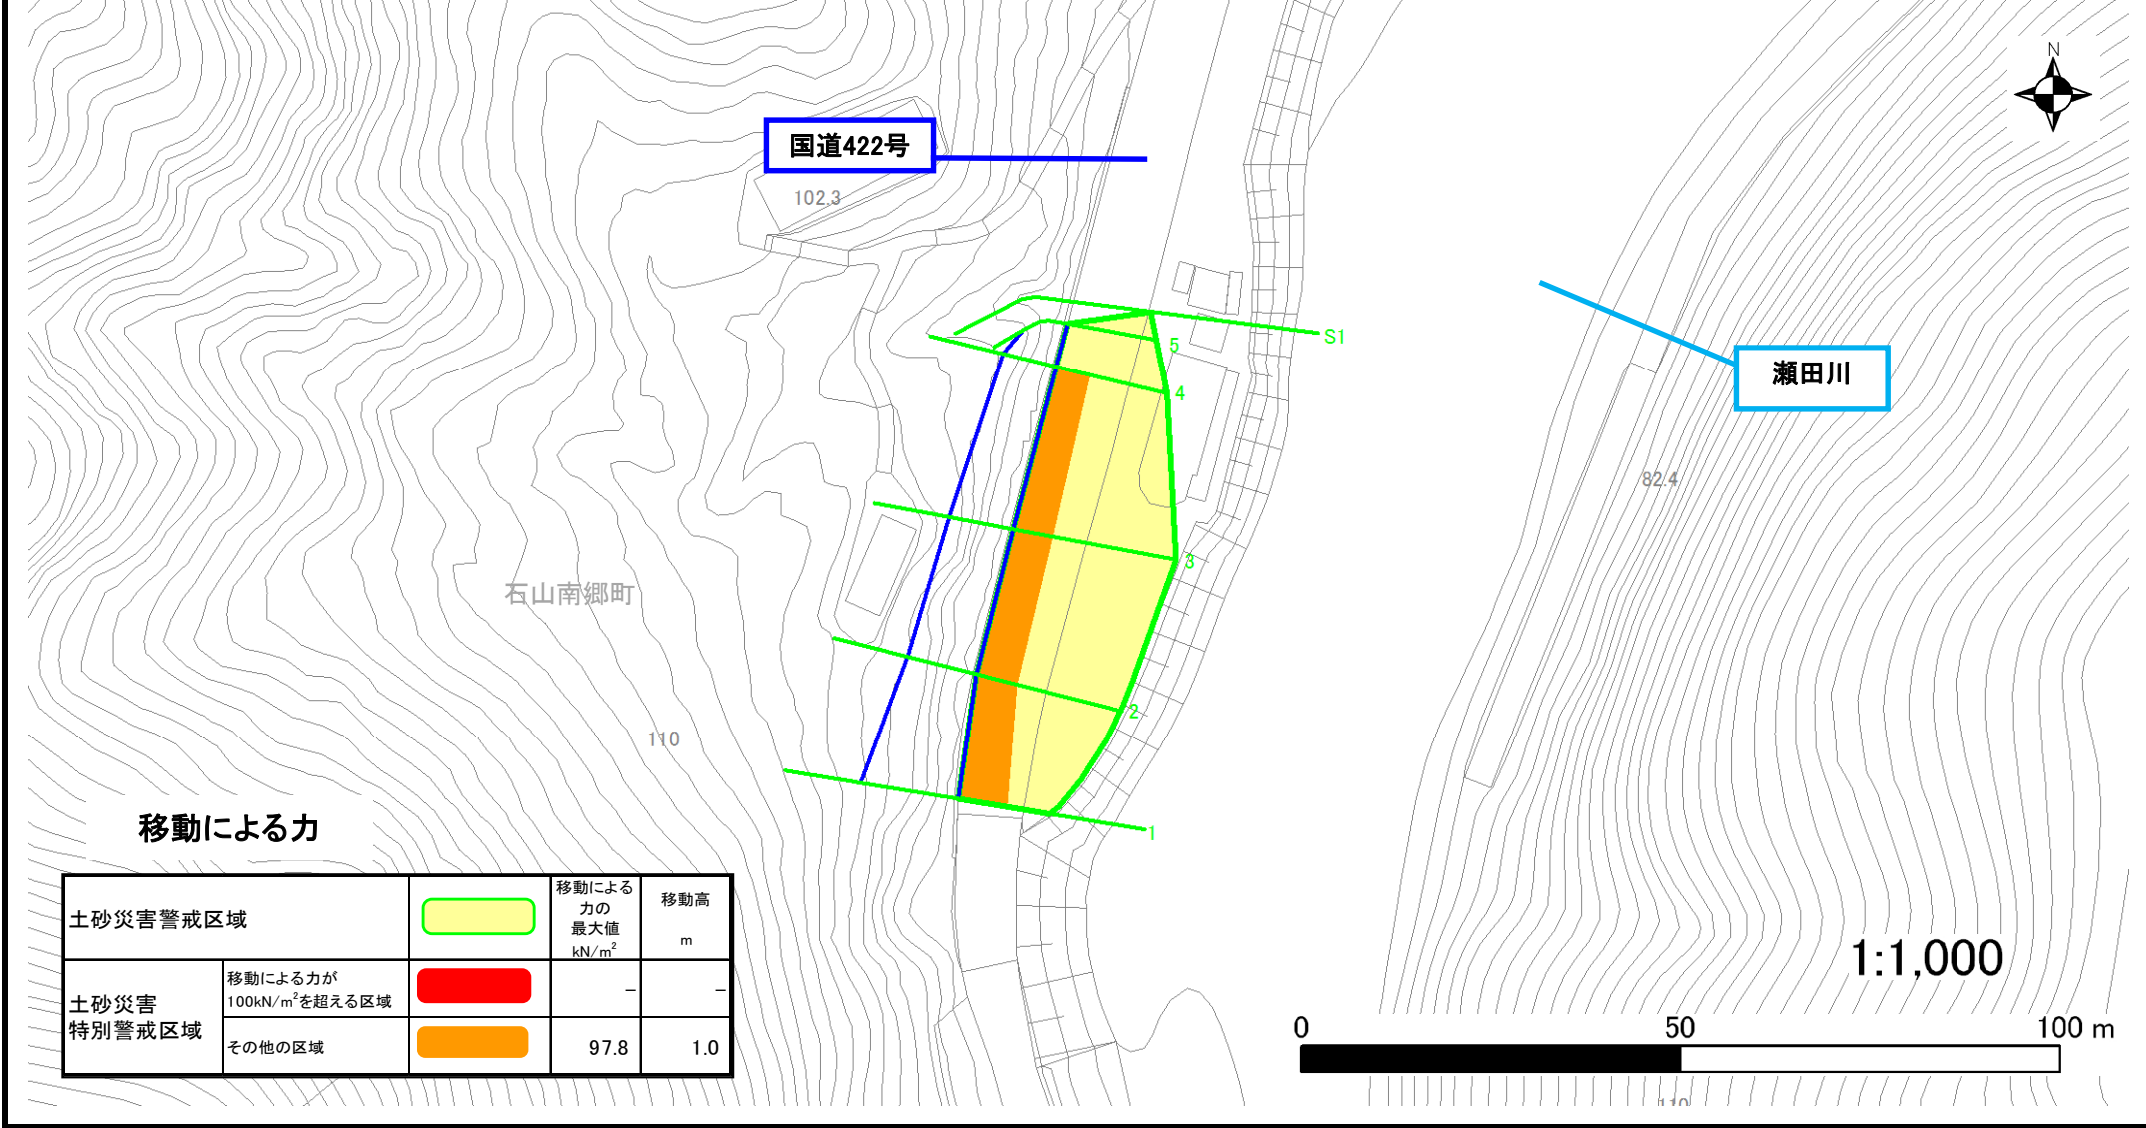 N
国道422号
102.3
S1
5
瀬田川
4
82.4
3
石山南郷町
2
110
移動による力
1
土砂災害警戒区域
移動による
力の
最大値
kN/m²
移動高
m
土砂災害
特別警戒区域
移動による力が
100kN/m²を超える区域
–
–
その他の区域
97.8
1.0
1:1,000
0
50
100 m
110